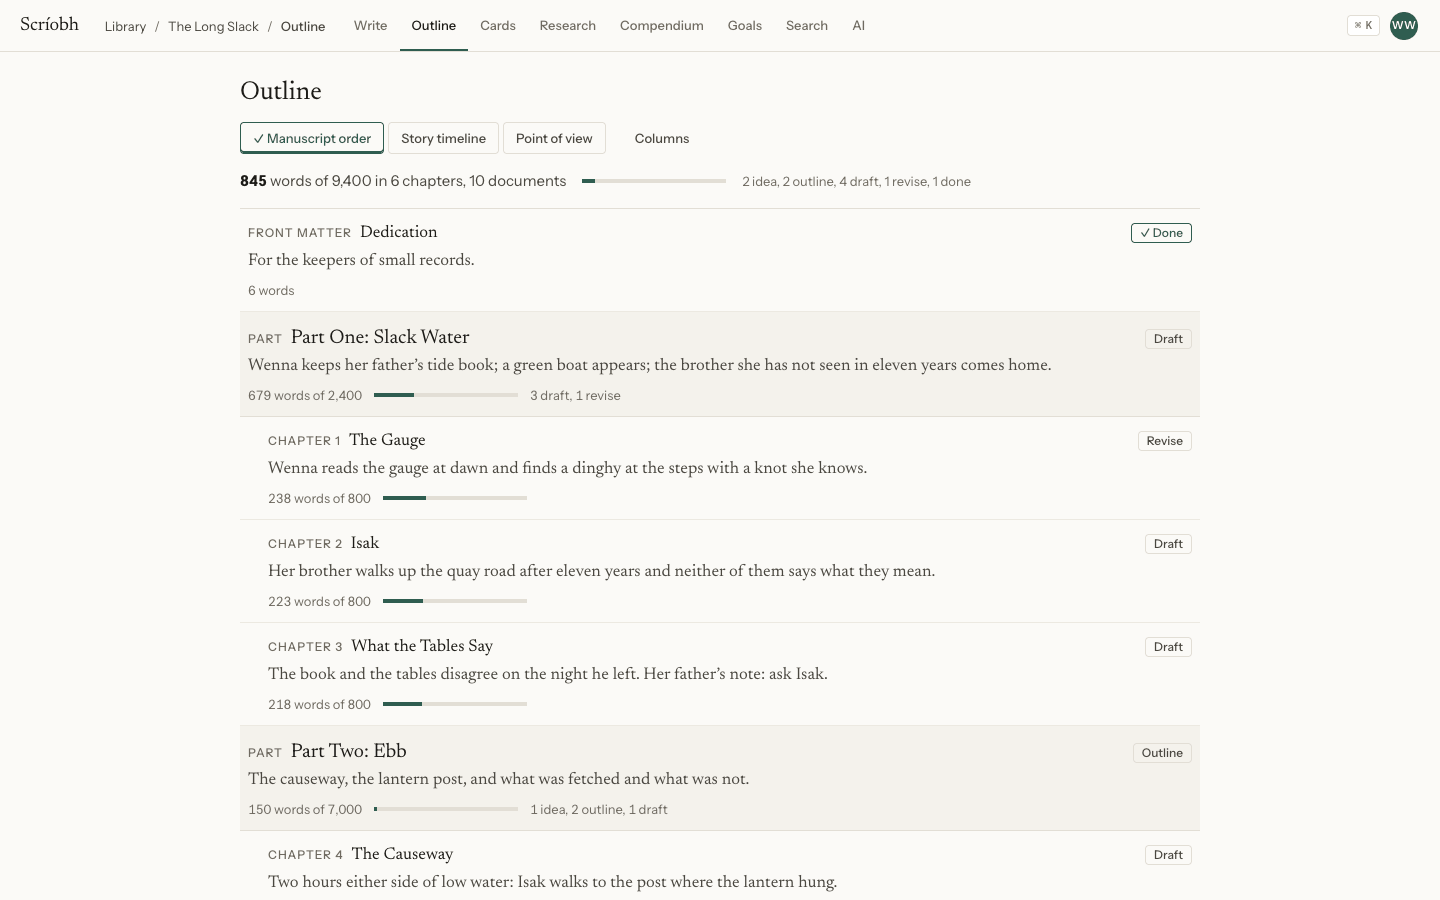 Scríobh
Library / The Long Slack / Outline
Write Outline Cards Research Compendium Goals Search AI
⌘ K
WW
Outline
✓ Manuscript order
Story timeline
Point of view
Columns
845 words of 9,400 in 6 chapters, 10 documents
2 idea, 2 outline, 4 draft, 1 revise, 1 done
FRONT MATTER Dedication
✓ Done
For the keepers of small records.
6 words
PART Part One: Slack Water
Draft
Wenna keeps her father’s tide book; a green boat appears; the brother she has not seen in eleven years comes home.
679 words of 2,400
3 draft, 1 revise
CHAPTER 1 The Gauge
Revise
Wenna reads the gauge at dawn and finds a dinghy at the steps with a knot she knows.
238 words of 800
CHAPTER 2 Isak
Draft
Her brother walks up the quay road after eleven years and neither of them says what they mean.
223 words of 800
CHAPTER 3 What the Tables Say
Draft
The book and the tables disagree on the night he left. Her father’s note: ask Isak.
218 words of 800
PART Part Two: Ebb
Outline
The causeway, the lantern post, and what was fetched and what was not.
150 words of 7,000
1 idea, 2 outline, 1 draft
CHAPTER 4 The Causeway
Draft
Two hours either side of low water: Isak walks to the post where the lantern hung.